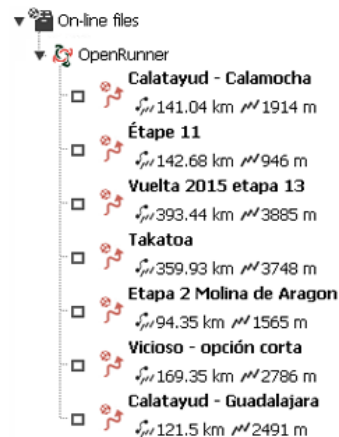 On-line files
OpenRunner
Calatayud - Calamocha
141.04 km 1914 m
Étape 11
142.68 km 946 m
Vuelta 2015 etapa 13
393.44 km 3885 m
Takatoa
359.93 km 3748 m
Etapa 2 Molina de Aragon
94.35 km 1565 m
Vicioso - opción corta
169.35 km 2786 m
Calatayud - Guadalajara
121.5 km 2491 m